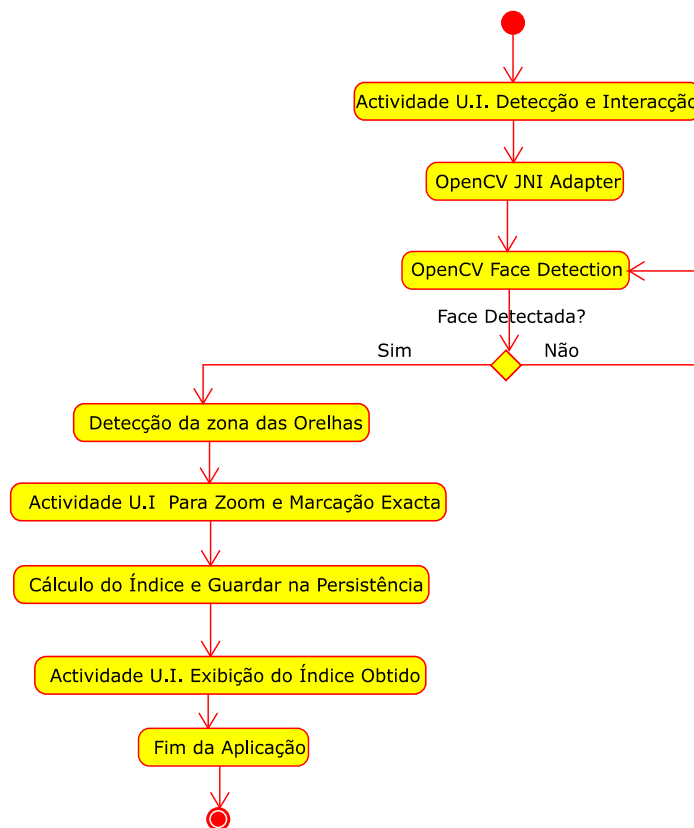 Actividade U.I. Detecção e Interacção
OpenCV JNI Adapter
OpenCV Face Detection
Face Detectada?
Sim
Não
Detecção da zona das Orelhas
Actividade U.I Para Zoom e Marcação Exacta
Cálculo do Índice e Guardar na Persistência
Actividade U.I. Exibição do Índice Obtido
Fim da Aplicação